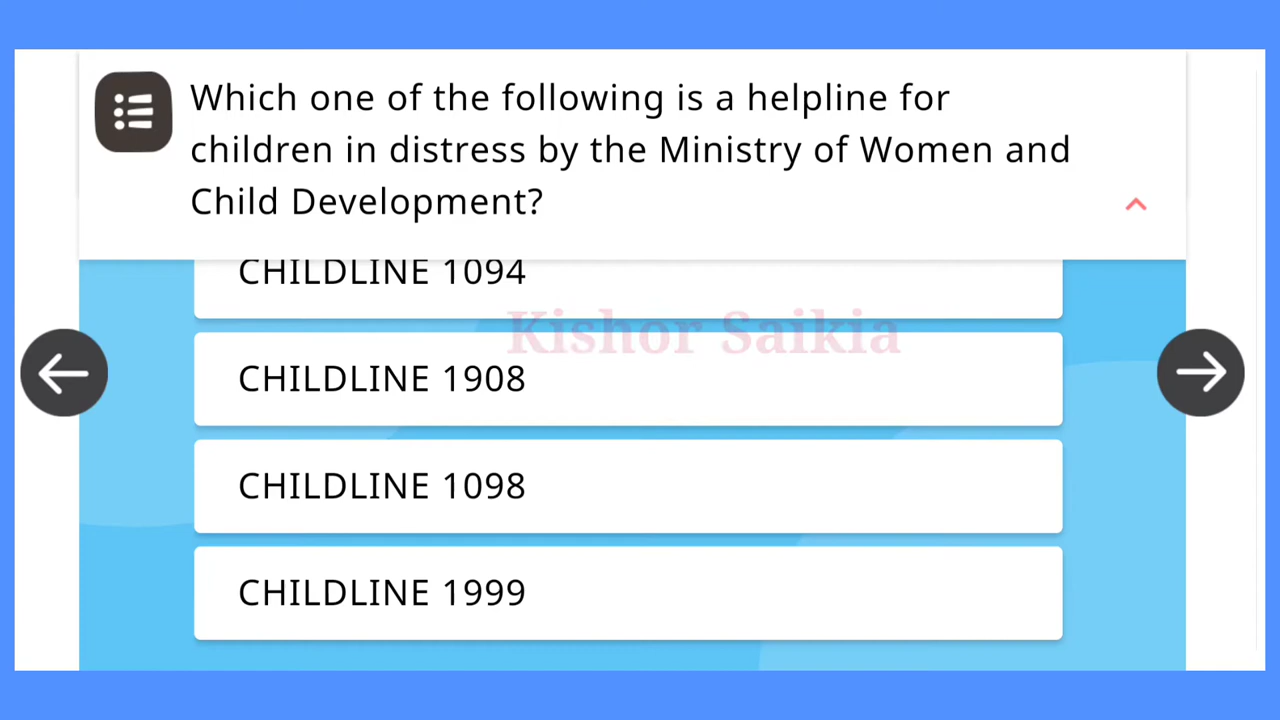 Which one of the following is a helpline for
children in distress by the Ministry of Women and
Child Development?
CHILDLINE 1094
Kishor Saikia
CHILDLINE 1908
CHILDLINE 1098
CHILDLINE 1999